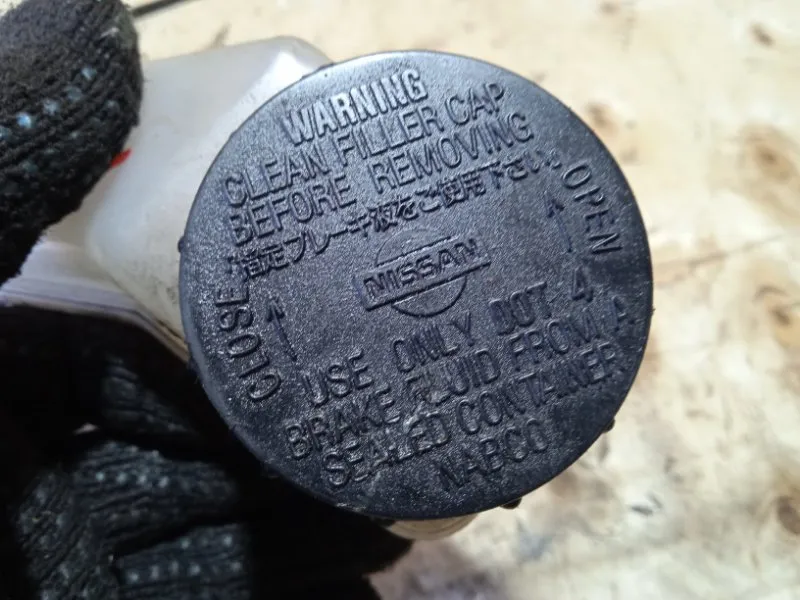 WARNING
CLEAN FILLER CAP
BEFORE REMOVING
指定ブレーキ液をご使用下さい
OPEN
NISSAN
CLOSE
USE ONLY DOT 4
BRAKE FLUID FROM A
SEALED CONTAINER
NABCO